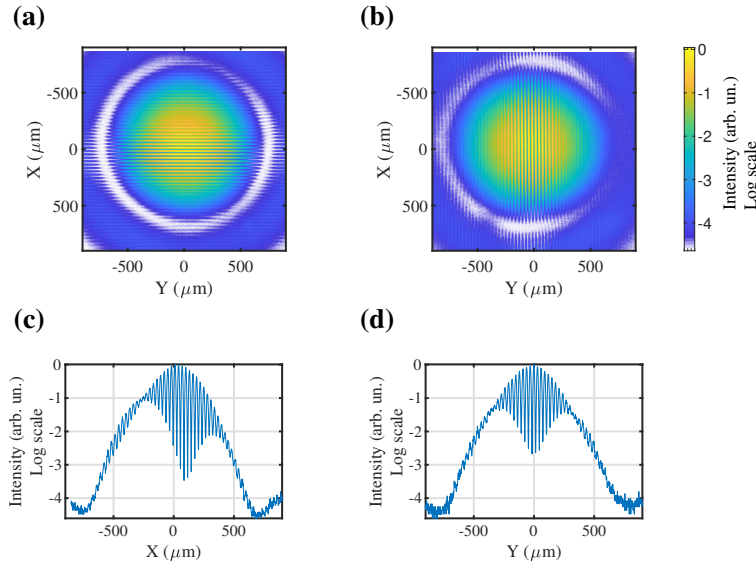 (a)
(b)
-500
0
500
X (μm)
-500
0
500
Y (μm)
-500
0
500
X (μm)
-500
0
500
Y (μm)
0
-1
-2
-3
-4
Intensity (arb. un.)
Log scale
(c)
(d)
0
-1
-2
-3
-4
Intensity (arb. un.)
Log scale
-500
0
500
X (μm)
0
-1
-2
-3
-4
Intensity (arb. un.)
Log scale
-500
0
500
Y (μm)